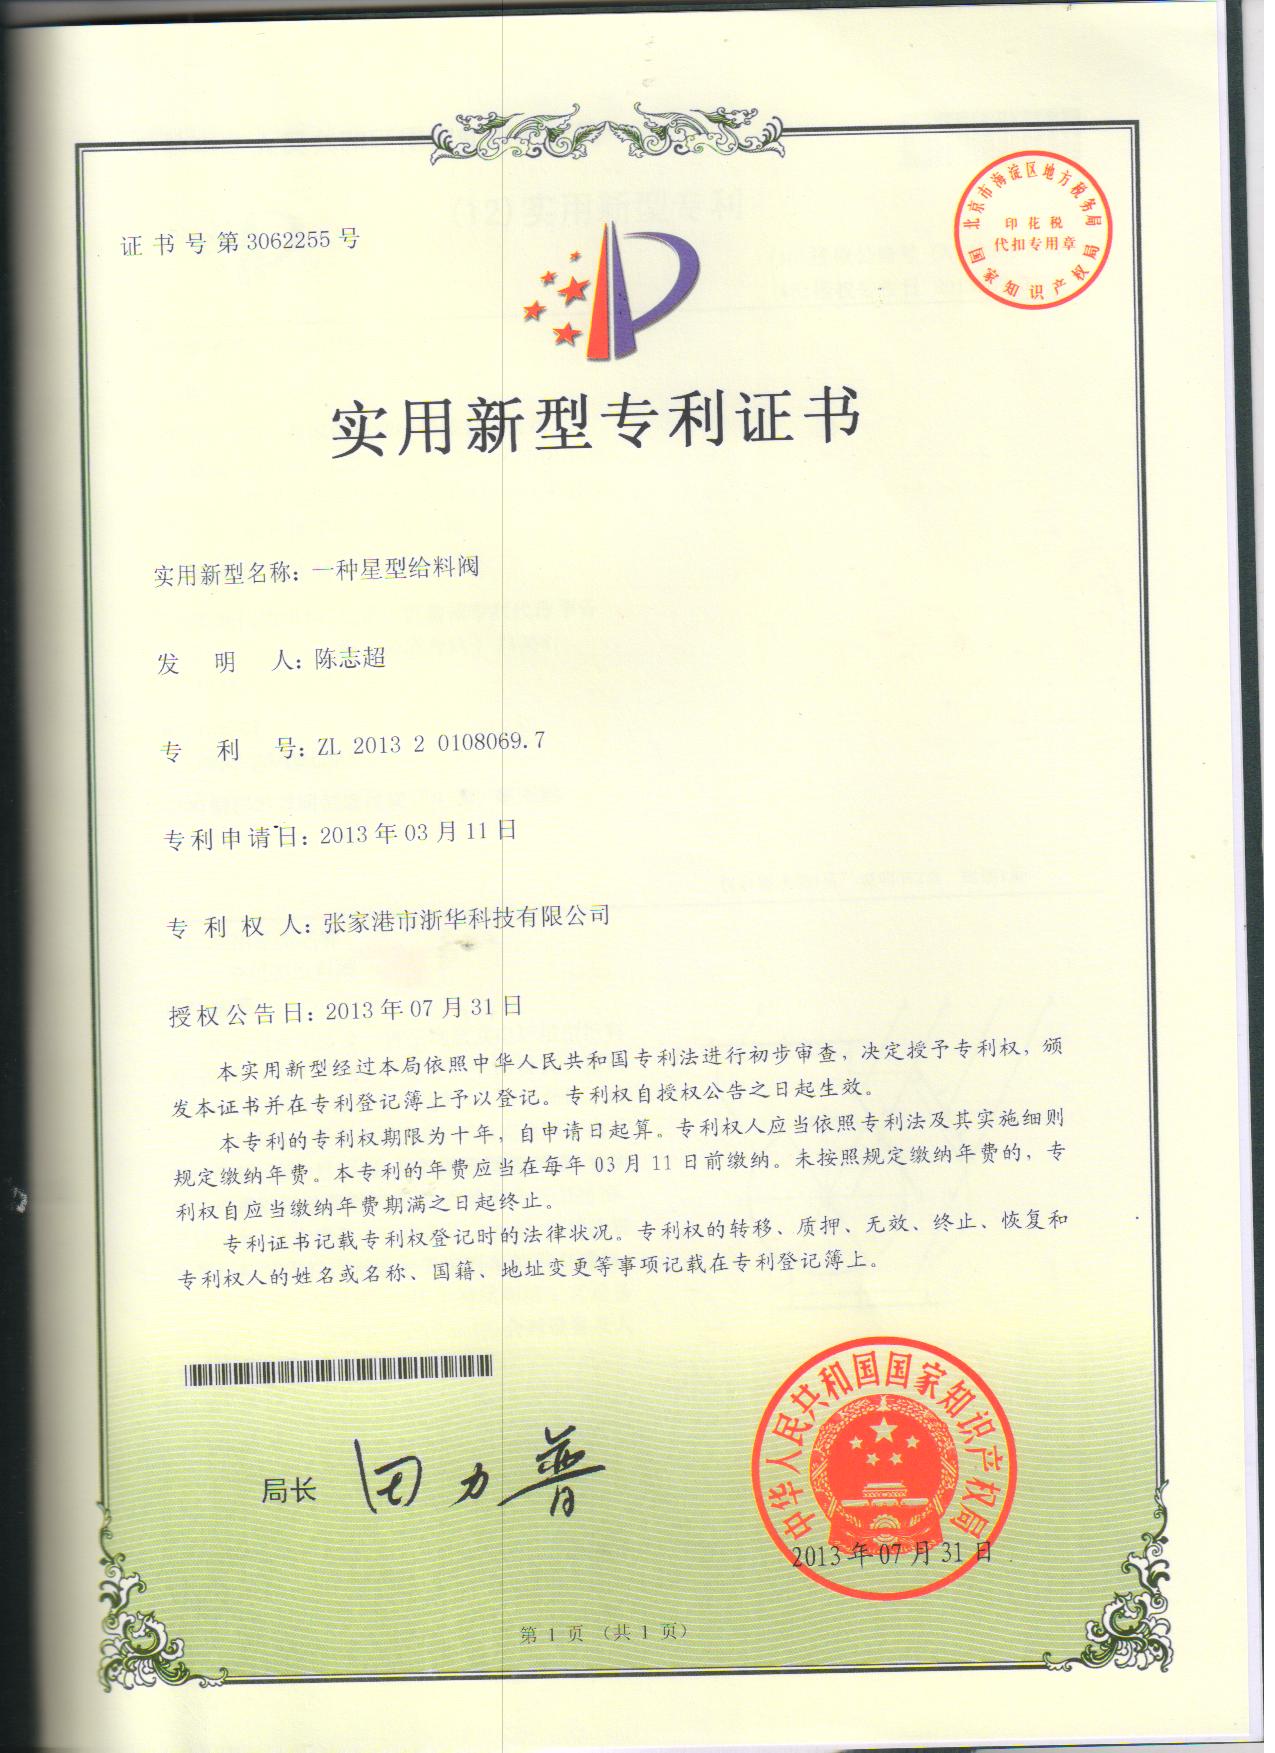 证书号第3062255号
北京市海淀区地方税务局
印花税
代扣专用章
国家知识产权局
实用新型专利证书
实用新型名称：一种星型给料阀
发明人：陈志超
专利号：ZL 2013 2 0108069.7
专利申请日：2013年03月11日
专利权人：张家港市浙华科技有限公司
授权公告日：2013年07月31日
本实用新型经过本局依照中华人民共和国专利法进行初步审查，决定授予专利权，颁
发本证书并在专利登记簿上予以登记。专利权自授权公告之日起生效。
本专利的专利权期限为十年，自申请日起算。专利权人应当依照专利法及其实施细则
规定缴纳年费。本专利的年费应当在每年03月11日前缴纳。未按照规定缴纳年费的，专
利权自应当缴纳年费期满之日起终止。
专利证书记载专利权登记时的法律状况。专利权的转移、质押、无效、终止、恢复和
专利权人的姓名或名称、国籍、地址变更等事项记载在专利登记簿上。
局长 田力普
中华人民共和国国家知识产权局
2013年07月31日
第1页（共1页）